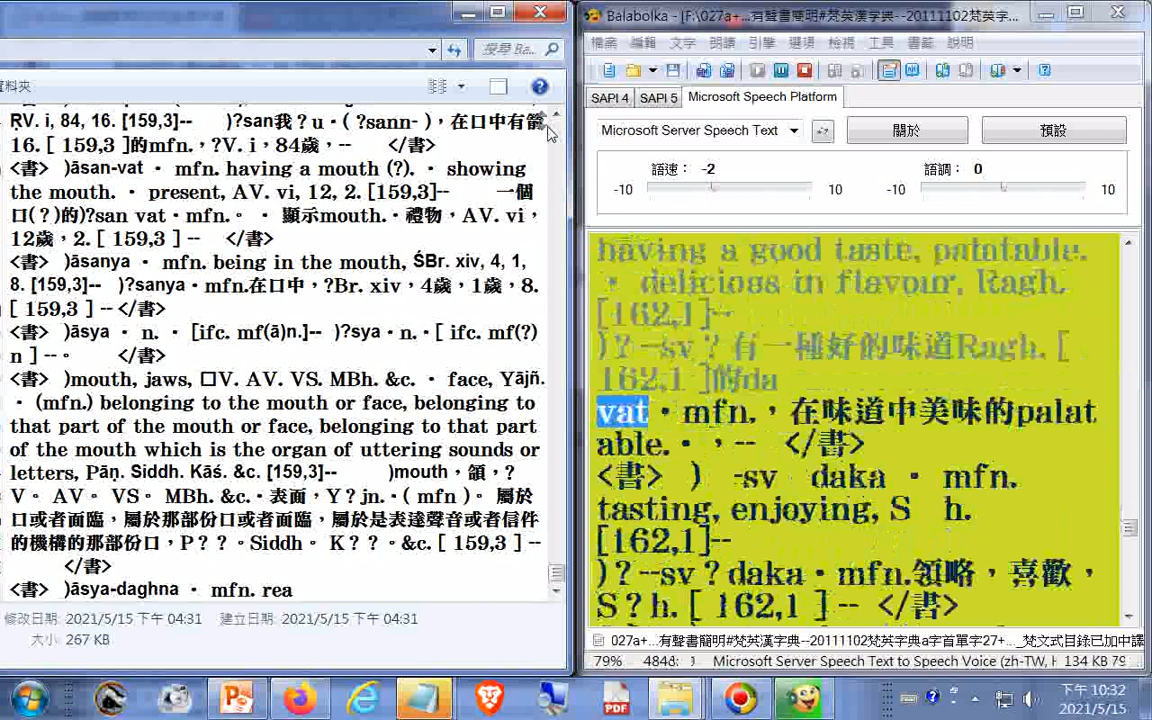 搜尋 Ba...
資料夾
ṚV. i, 84, 16. [159,3]-- )?san我？u‧( ?sann- )，在口中有箭
16. [ 159,3 ]的mfn.，?V. i，84歲，-- </書>
<書> )āsan-vat ‧ mfn. having a mouth (?). ‧ showing
the mouth. ‧ present, AV. vi, 12, 2. [159,3]-- 一個
口(？)的)?san vat‧mfn.。‧ 顯示mouth.‧禮物，AV. vi，
12歲，2. [ 159,3 ] -- </書>
<書> )āsanya ‧ mfn. being in the mouth, ŚBr. xiv, 4, 1,
8. [159,3]-- )?sanya‧mfn.在口中，?Br. xiv，4歲，1歲，8.
[ 159,3 ] -- </書>
<書> )āsya ‧ n. ‧ [ifc. mf(ā)n.]-- )?sya‧n.‧[ ifc. mf(?)
n ] --。 </書>
<書> )mouth, jaws, □V. AV. VS. MBh. &c. ‧ face, Yājñ.
‧ (mfn.) belonging to the mouth or face, belonging to
that part of the mouth or face, belonging to that part
of the mouth which is the organ of uttering sounds or
letters, Pāṇ. Siddh. Kāś. &c. [159,3]-- )mouth，頜，?
V。 AV。 VS。 MBh. &c.‧表面，Y？jn.‧( mfn )。 屬於
口或者面臨，屬於那部份口或者面臨，屬於是表達聲音或者信件
的機構的那部份口，P？？。Siddh。 K？？。&c. [ 159,3 ] --
</書>
<書> )āsya-daghna ‧ mfn. rea
修改日期: 2021/5/15 下午 04:31 建立日期: 2021/5/15 下午 04:31
大小: 267 KB
Balabolka - [F:\027a+...有聲書簡明#梵英漢字典--20111102梵英字...
檔案 編輯 文字 朗讀 引擎 選項 檢視 工具 書籤 說明
SAPI 4 SAPI 5 Microsoft Speech Platform
Microsoft Server Speech Text 關於 預設
語速: -2 語調: 0
-10 10 -10 10
having a good taste, palatable.
‧ delicious in flavour, Ragh.
[162,1]--
)？--sv？有一種好的味道Ragh. [
162,1 ]的da
vat‧mfn.，在味道中美味的palat
able.‧，-- </書>
<書> ) -sv daka ‧ mfn.
tasting, enjoying, S h.
[162,1]--
)？--sv？daka‧mfn.領略，喜歡，
S？h. [ 162,1 ] -- </書>
027a+...有聲書簡明#梵英漢字典--20111102梵英字典a字首單字27+..._梵文式目錄已加中譯
79% 4848 Microsoft Server Speech Text to Speech Voice (zh-TW, H 134 KB 79
下午 10:32
2021/5/15